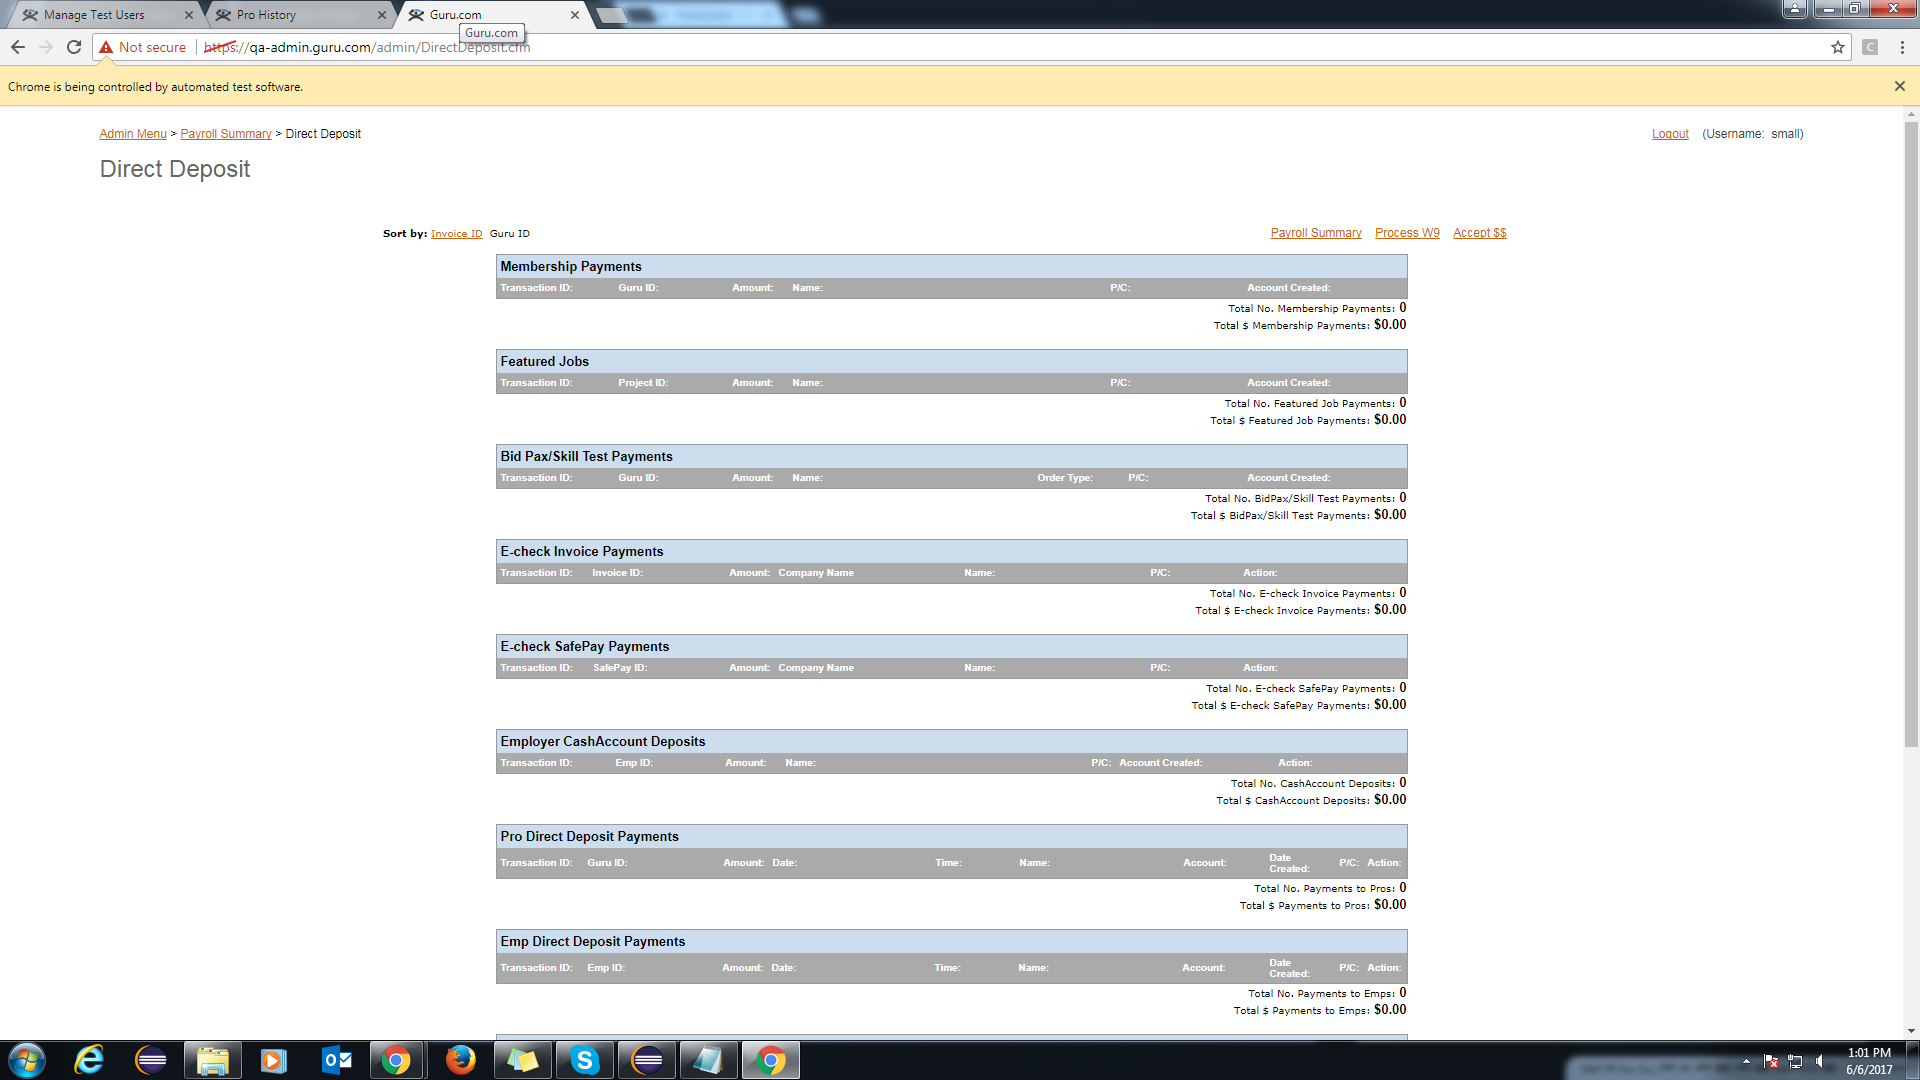 Manage Test Users
Pro History
Guru.com
Guru.com
Not secure https://qa-admin.guru.com/admin/DirectDeposit.cfm
C
Chrome is being controlled by automated test software.
Admin Menu > Payroll Summary > Direct Deposit
Logout (Username: small)
Direct Deposit
Sort by: Invoice ID Guru ID
Payroll Summary Process W9 Accept $$
Membership Payments
Transaction ID: Guru ID: Amount: Name: P/C: Account Created:
Total No. Membership Payments: 0
Total $ Membership Payments: $0.00
Featured Jobs
Transaction ID: Project ID: Amount: Name: P/C: Account Created:
Total No. Featured Job Payments: 0
Total $ Featured Job Payments: $0.00
Bid Pax/Skill Test Payments
Transaction ID: Guru ID: Amount: Name: Order Type: P/C: Account Created:
Total No. BidPax/Skill Test Payments: 0
Total $ BidPax/Skill Test Payments: $0.00
E-check Invoice Payments
Transaction ID: Invoice ID: Amount: Company Name Name: P/C: Action:
Total No. E-check Invoice Payments: 0
Total $ E-check Invoice Payments: $0.00
E-check SafePay Payments
Transaction ID: SafePay ID: Amount: Company Name Name: P/C: Action:
Total No. E-check SafePay Payments: 0
Total $ E-check SafePay Payments: $0.00
Employer CashAccount Deposits
Transaction ID: Emp ID: Amount: Name: P/C: Account Created: Action:
Total No. CashAccount Deposits: 0
Total $ CashAccount Deposits: $0.00
Pro Direct Deposit Payments
Transaction ID: Guru ID: Amount: Date: Time: Name: Account: Date Created: P/C: Action:
Total No. Payments to Pros: 0
Total $ Payments to Pros: $0.00
Emp Direct Deposit Payments
Transaction ID: Emp ID: Amount: Date: Time: Name: Account: Date Created: P/C: Action:
Total No. Payments to Emps: 0
Total $ Payments to Emps: $0.00
1:01 PM
6/6/2017